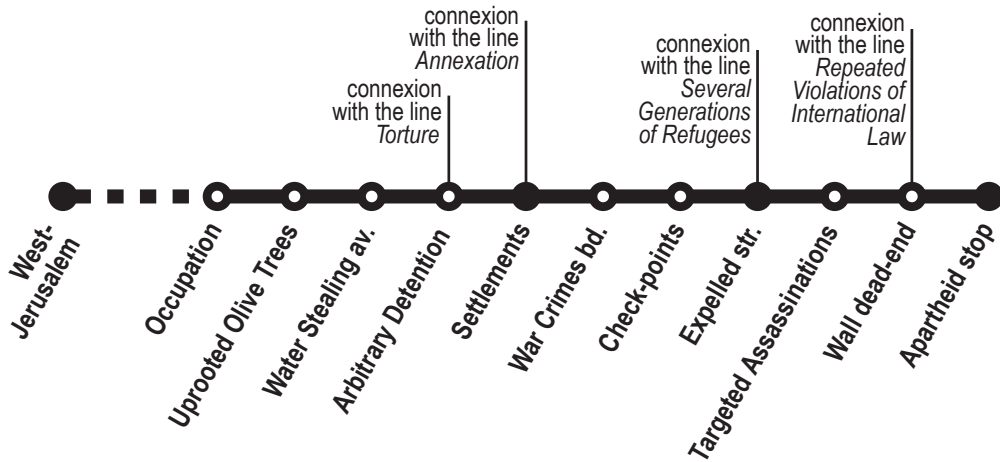 connexion
with the line
Torture
connexion
with the line
Annexation
connexion
with the line
Several
Generations
of Refugees
connexion
with the line
Repeated
Violations of
International
Law
West-
Jerusalem
Occupation
Uprooted Olive Trees
Water Stealing av.
Arbitrary Detention
Settlements
War Crimes bd.
Check-points
Expelled str.
Targeted Assassinations
Wall dead-end
Apartheid stop